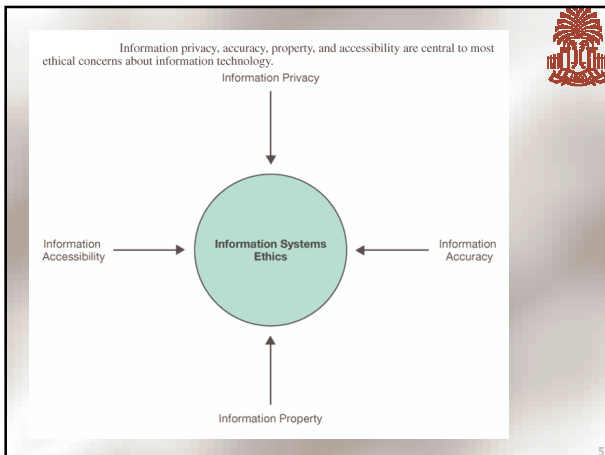 Information privacy, accuracy, property, and accessibility are central to most
ethical concerns about information technology.
Information Privacy
Information
Accessibility
Information Systems
Ethics
Information
Accuracy
Information Property
5